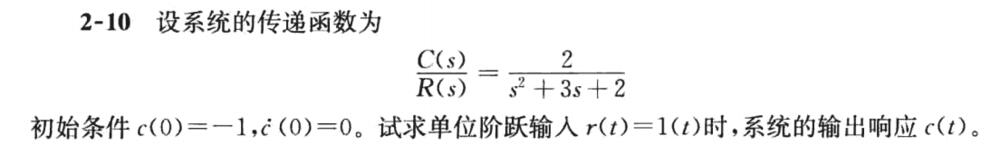 2-10 设系统的传递函数为
C(s)/R(s) = 2/(s² + 3s + 2)
初始条件 c(0)=-1,ċ(0)=0。试求单位阶跃输入 r(t)=1(t)时,系统的输出响应 c(t)。